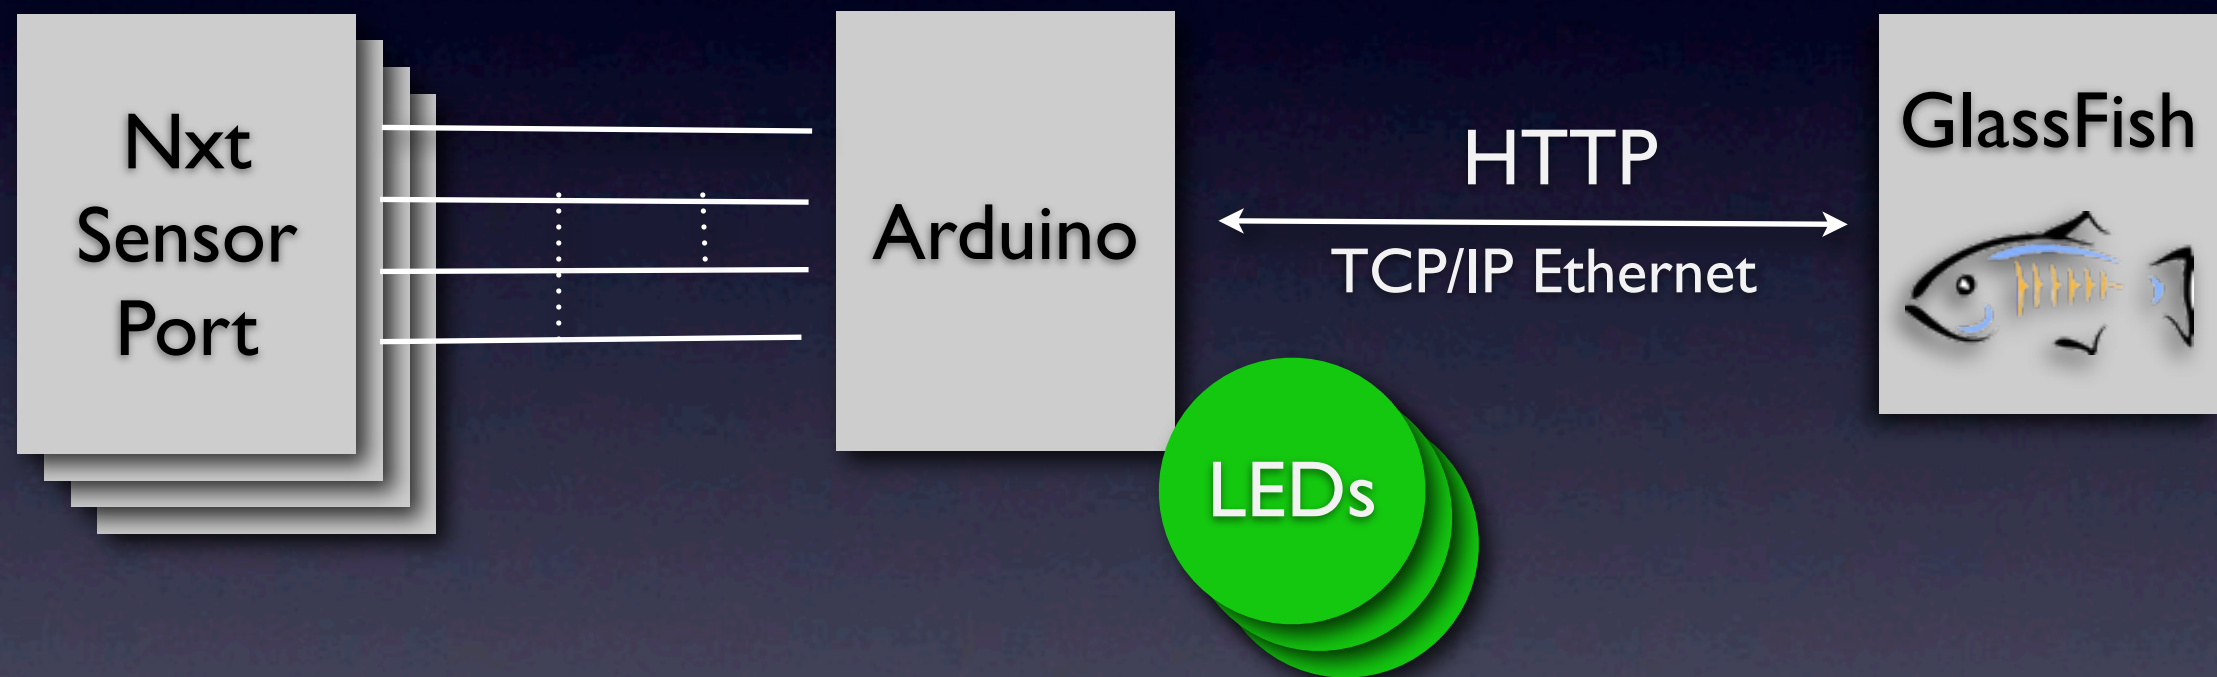 Nxt
Sensor
Port
Arduino
HTTP
TCP/IP Ethernet
GlassFish
LEDs